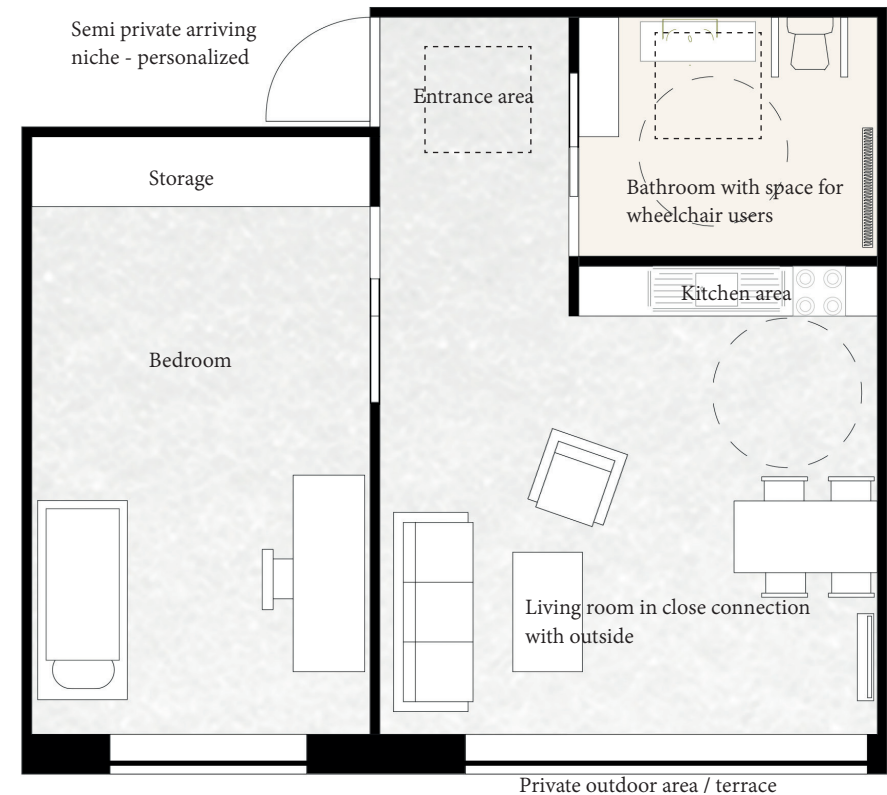 Semi private arriving
niche - personalized
Entrance area
Storage
Bathroom with space for
wheelchair users
Kitchen area
Bedroom
Living room in close connection
with outside
Private outdoor area / terrace